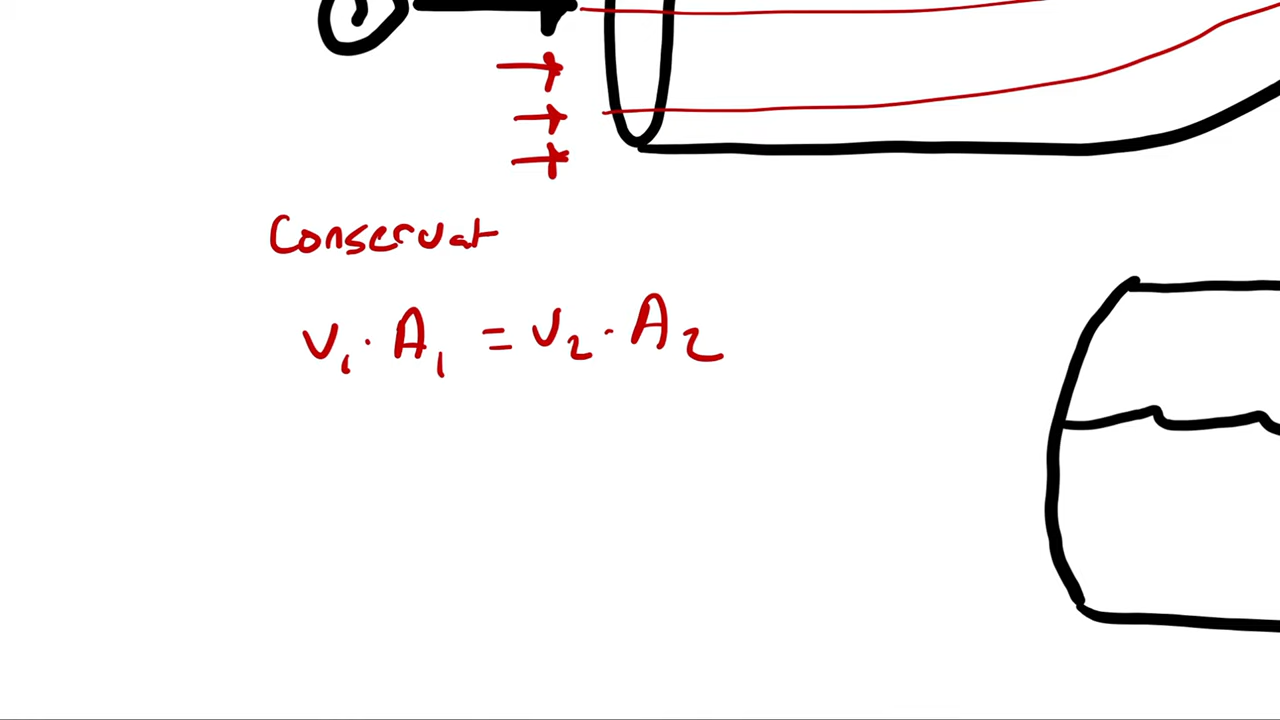 Conservat
v₁ · A₁ = v₂ · A₂